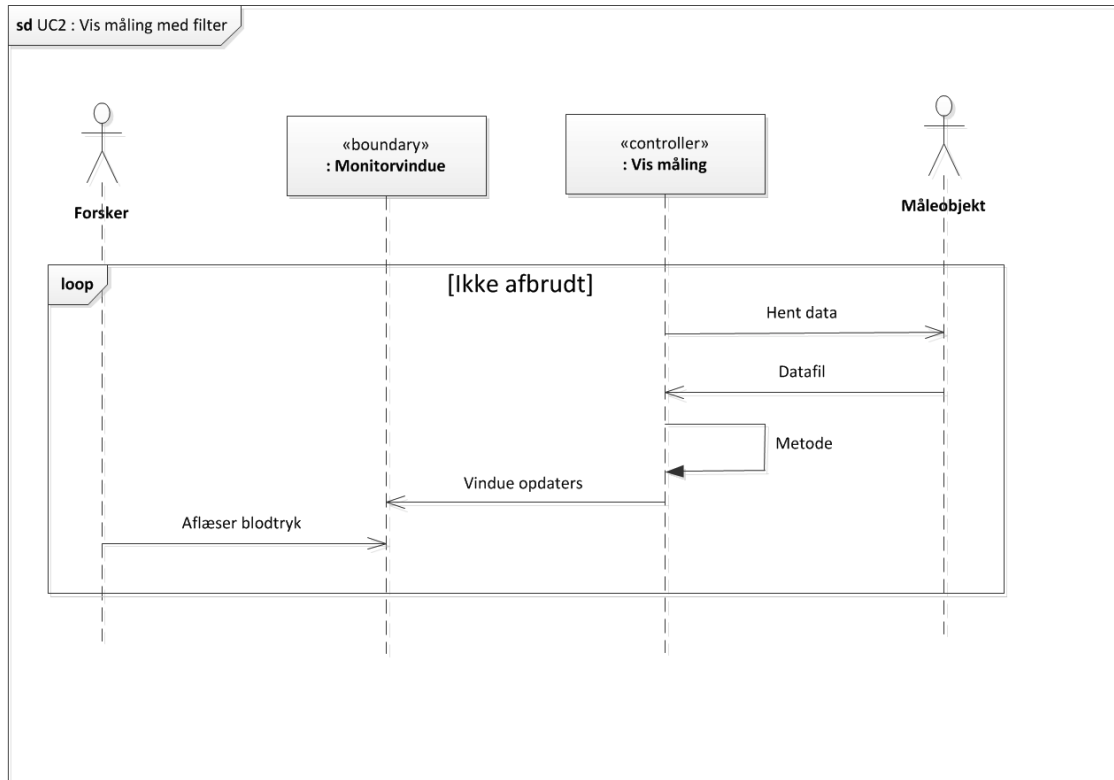 sd UC2 : Vis måling med filter
«boundary»
: Monitorvindue
«controller»
: Vis måling
Forsker
Måleobjekt
loop
[Ikke afbrudt]
Hent data
Datafil
Metode
Vindue opdaters
Aflæser blodtryk